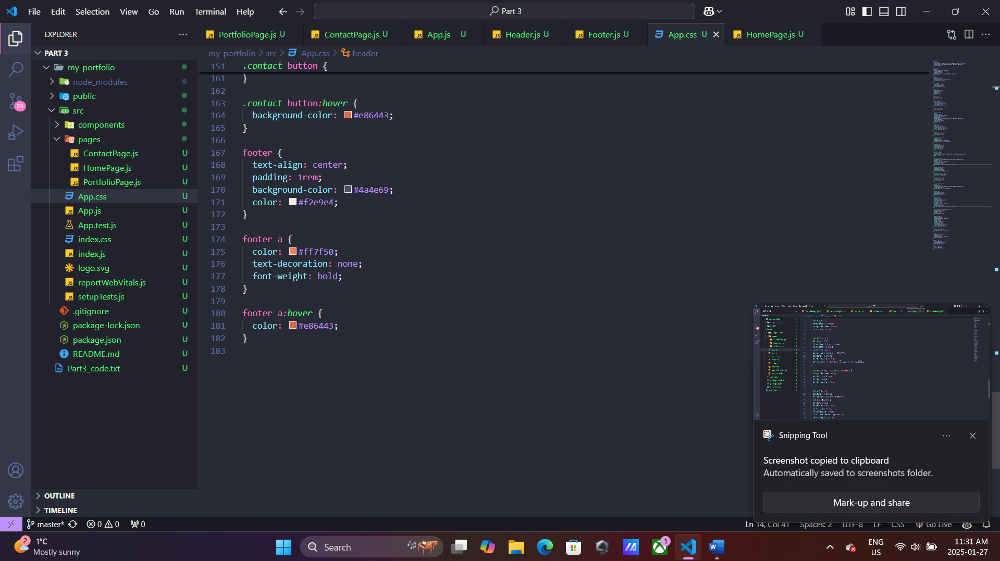 File Edit Selection View Go Run Terminal Help
Part 3
EXPLORER
PortfolioPage.js U
ContactPage.js U
App.js U
Header.js U
Footer.js U
App.css U
HomePage.js U
my-portfolio > src > App.css > header
PART 3
my-portfolio
node_modules
public
src
components
pages
ContactPage.js U
HomePage.js U
PortfolioPage.js U
App.css U
App.js U
App.test.js U
index.css U
index.js U
logo.svg U
reportWebVitals.js U
setupTests.js U
.gitignore U
package-lock.json U
package.json U
README.md U
Part3_code.txt U
24
OUTLINE
TIMELINE
151 .contact button {
161 }
162
163 .contact button:hover {
164 background-color: #e86443;
165 }
166
167 footer {
168 text-align: center;
169 padding: 1rem;
170 background-color: #4a4e69;
171 color: #f2e9e4;
172 }
173
174 footer a {
175 color: #ff7f50;
176 text-decoration: none;
177 font-weight: bold;
178 }
179
180 footer a:hover {
181 color: #e86443;
182 }
183
Snipping Tool
Screenshot copied to clipboard
Automatically saved to screenshots folder.
Mark-up and share
master* 0 0 0
Ln 14, Col 41 Spaces: 2 UTF-8 LF CSS Go Live
2
-1°C
Mostly sunny
Search
1
ENG
US
11:31 AM
2025-01-27